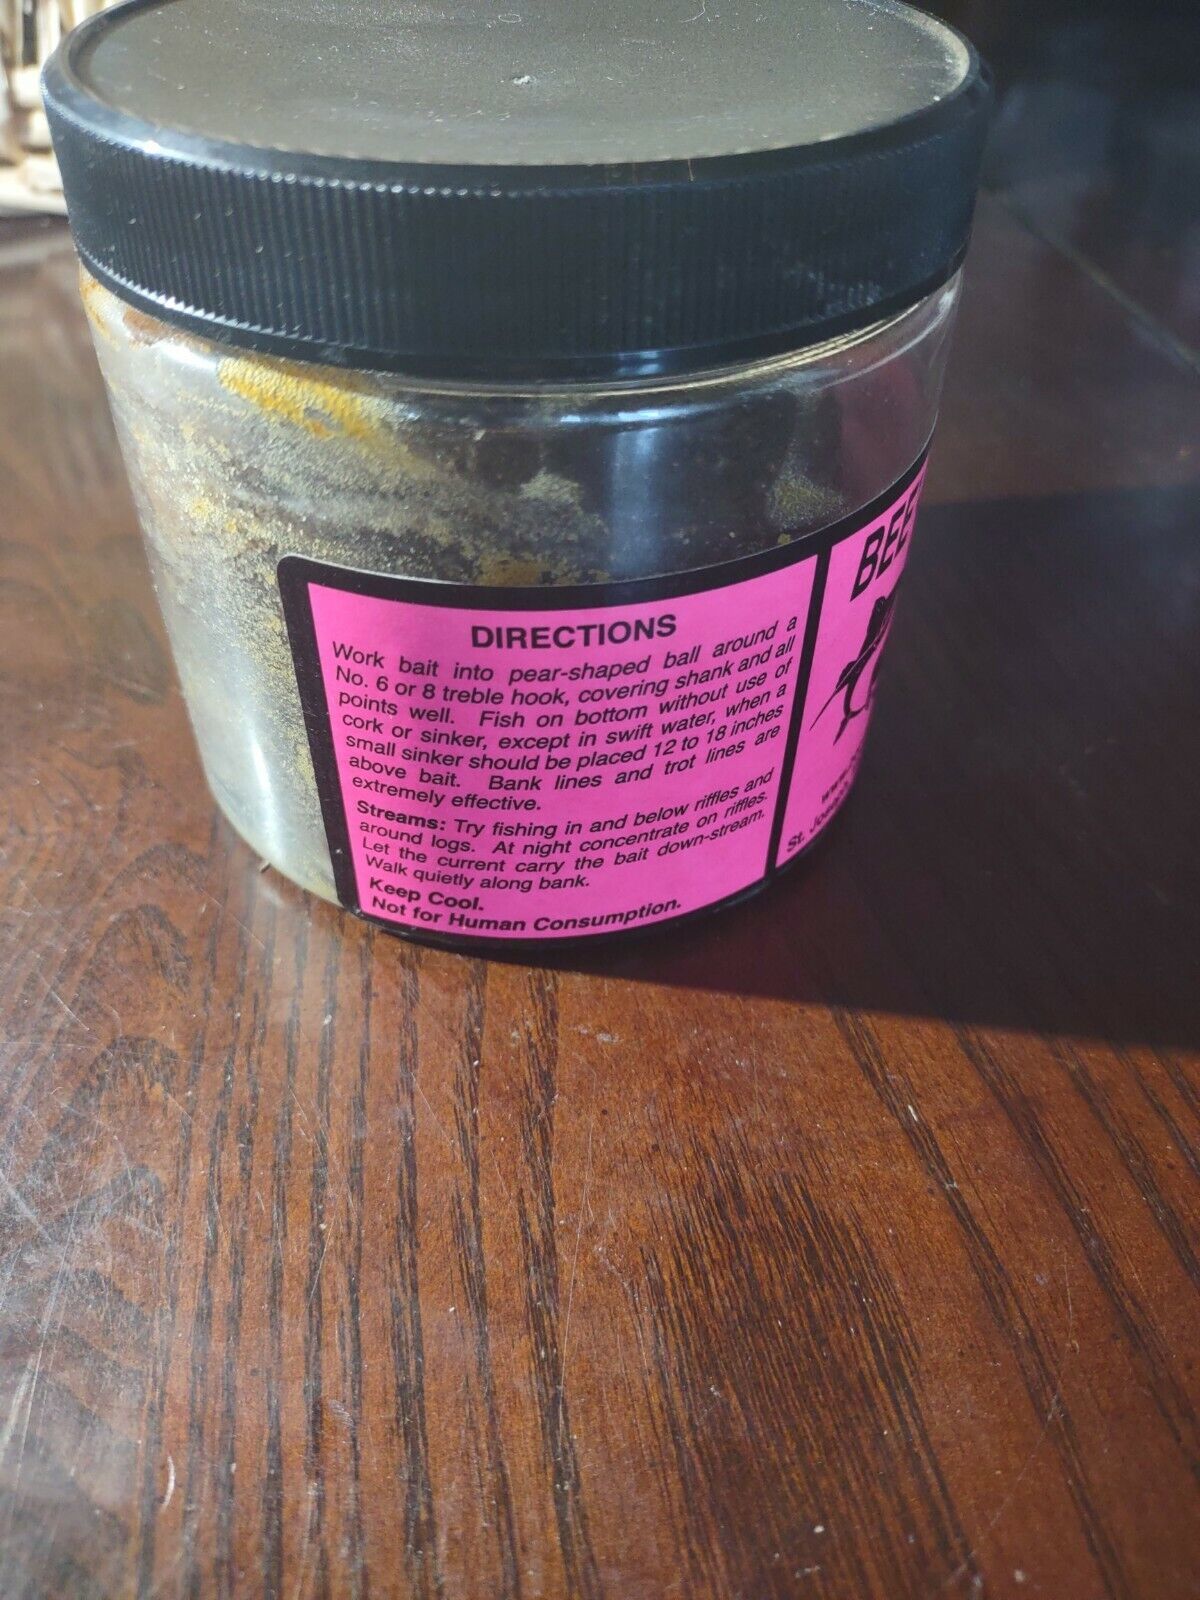 DIRECTIONS
Work bait into pear-shaped ball around a
No. 6 or 8 treble hook, covering shank and all
points well. Fish on bottom without use of
cork or sinker, except in swift water, when a
small sinker should be placed 12 to 18 inches
above bait. Bank lines and trot lines are
extremely effective.
Streams: Try fishing in and below riffles and
around logs. At night concentrate on riffles.
Let the current carry the bait down-stream.
Walk quietly along bank.
Keep Cool.
Not for Human Consumption.
St.